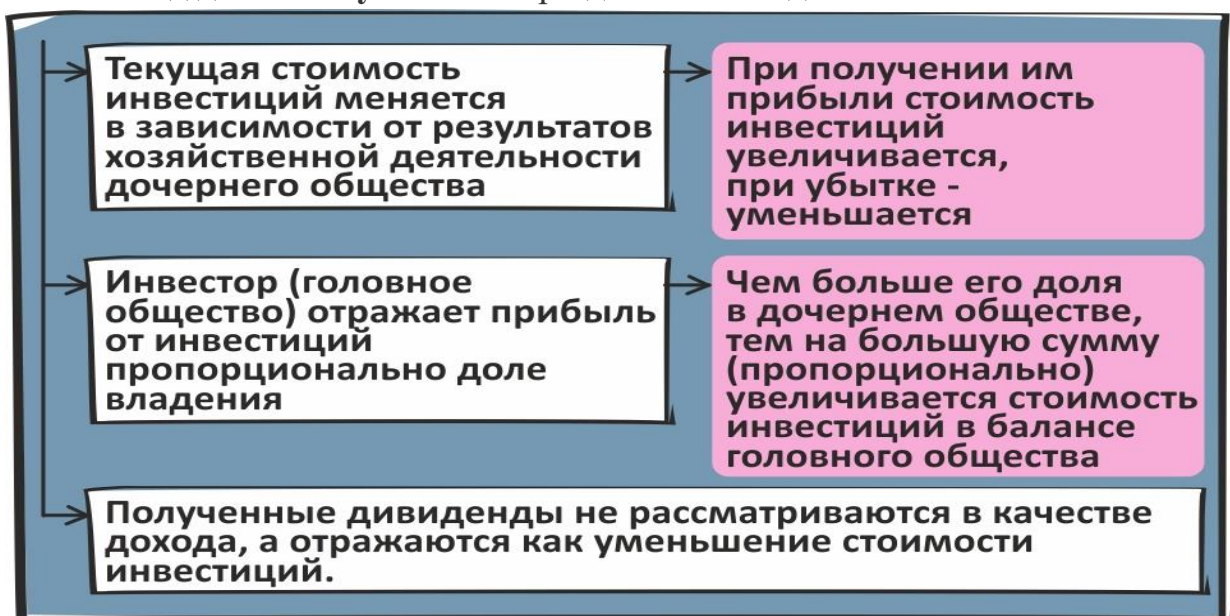 Текущая стоимость
инвестиций меняется
в зависимости от результатов
хозяйственной деятельности
дочернего общества
При получении им
прибыли стоимость
инвестиций
увеличивается,
при убытке -
уменьшается
Инвестор (головное
общество) отражает прибыль
от инвестиций
пропорционально доле
владения
Чем больше его доля
в дочернем обществе,
тем на большую сумму
(пропорционально)
увеличивается стоимость
инвестиций в балансе
головного общества
Полученные дивиденды не рассматриваются в качестве
дохода, а отражаются как уменьшение стоимости
инвестиций.